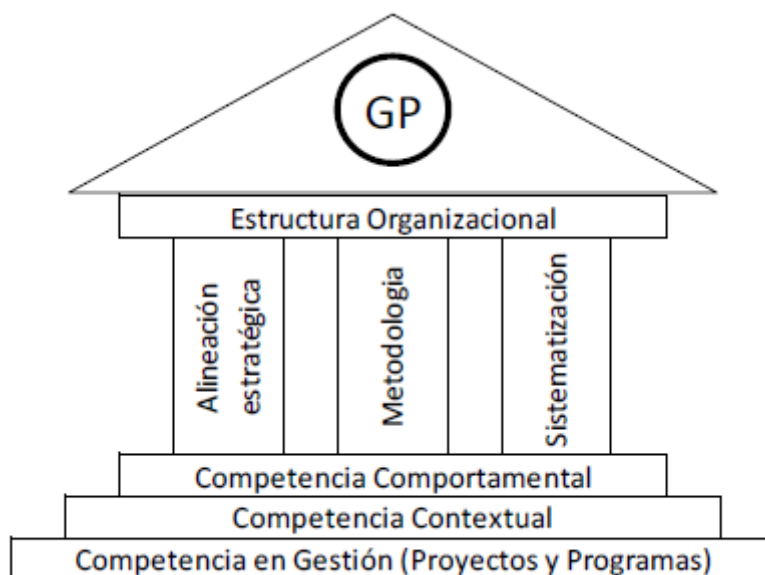 GP
Estructura Organizacional
Alineación
estratégica
Metodologia
Sistematización
Competencia Comportamental
Competencia Contextual
Competencia en Gestión (Proyectos y Programas)